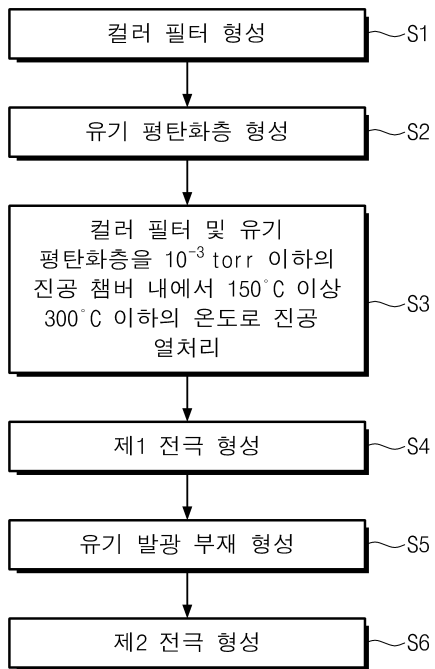 컬러 필터 형성
S1
유기 평탄화층 형성
S2
컬러 필터 및 유기
평탄화층을 10⁻³ torr 이하의
진공 챔버 내에서 150°C 이상
300°C 이하의 온도로 진공
열처리
S3
제1 전극 형성
S4
유기 발광 부재 형성
S5
제2 전극 형성
S6